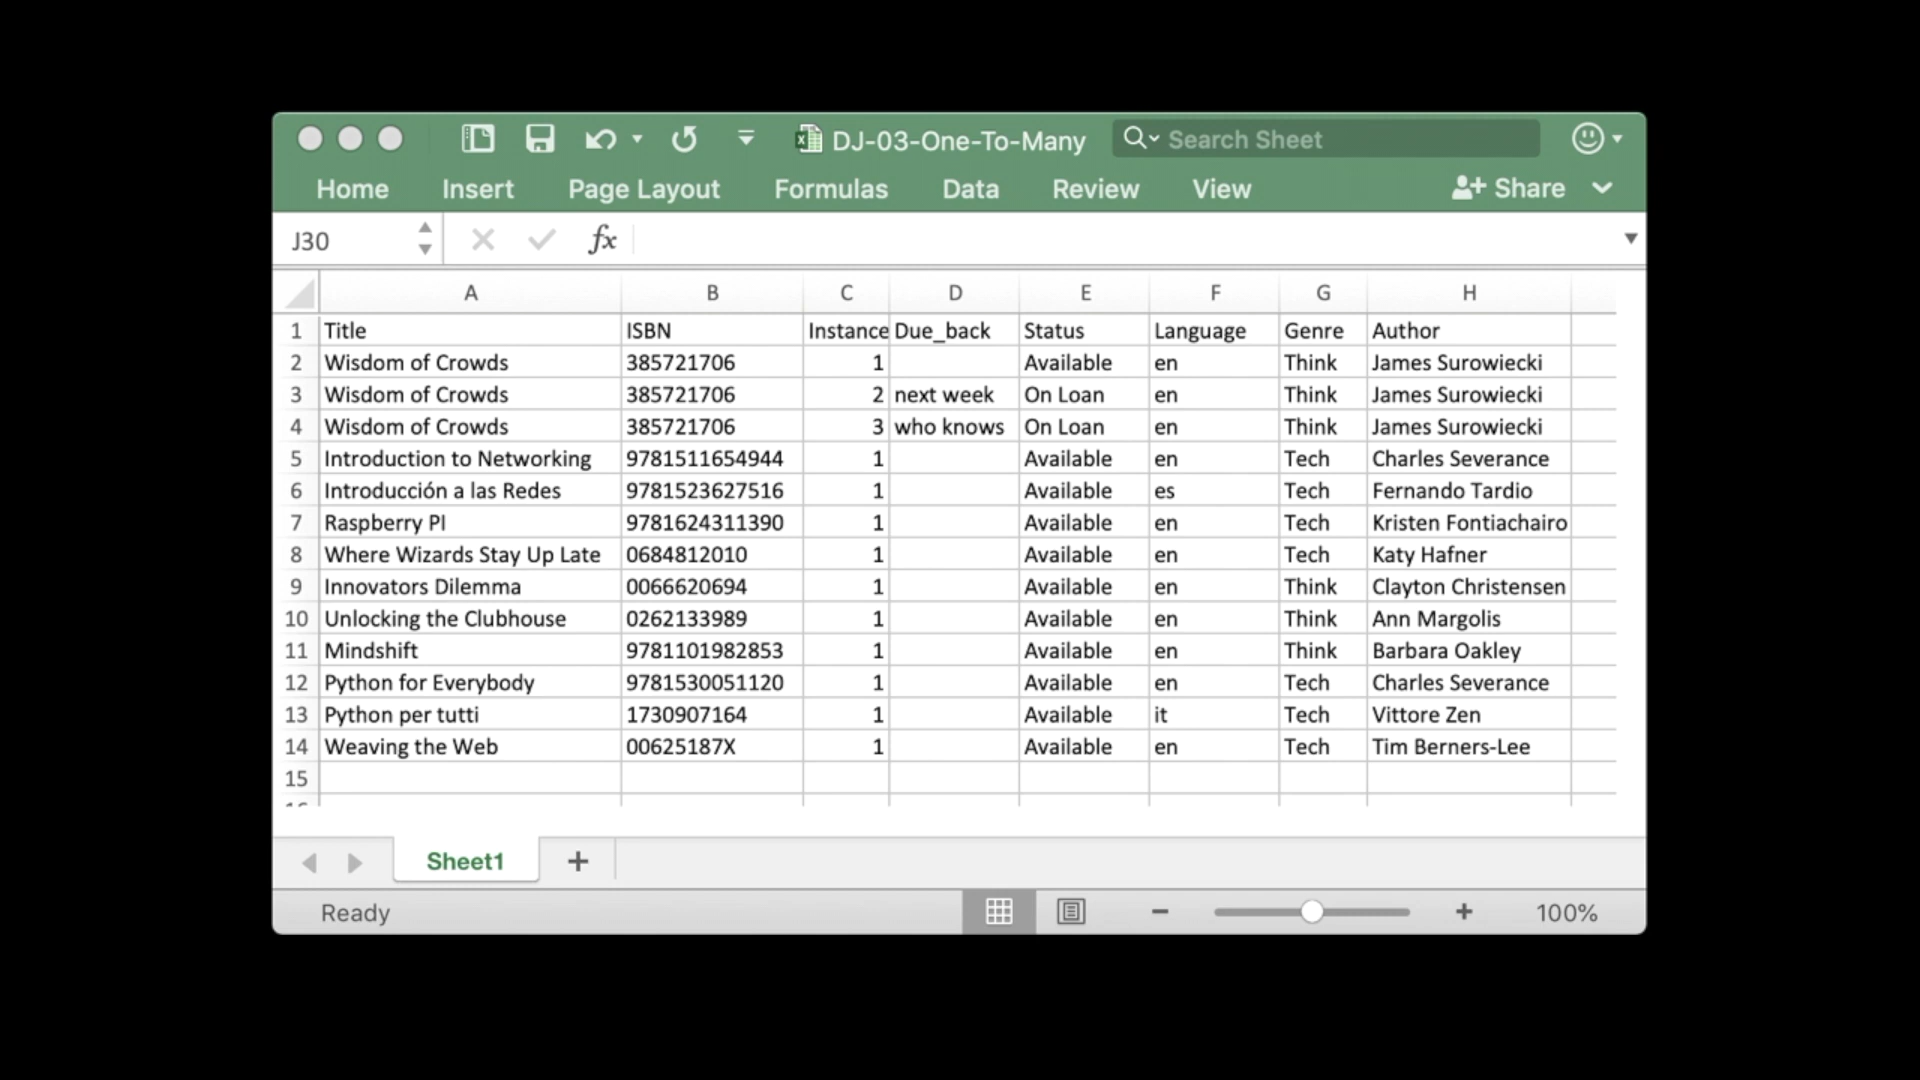 DJ-03-One-To-Many Search Sheet
Home Insert Page Layout Formulas Data Review View Share
J30 fx
A B C D E F G H
1 Title ISBN Instance Due_back Status Language Genre Author
2 Wisdom of Crowds 385721706 1 Available en Think James Surowiecki
3 Wisdom of Crowds 385721706 2 next week On Loan en Think James Surowiecki
4 Wisdom of Crowds 385721706 3 who knows On Loan en Think James Surowiecki
5 Introduction to Networking 9781511654944 1 Available en Tech Charles Severance
6 Introducción a las Redes 9781523627516 1 Available es Tech Fernando Tardio
7 Raspberry PI 9781624311390 1 Available en Tech Kristen Fontiachairo
8 Where Wizards Stay Up Late 0684812010 1 Available en Tech Katy Hafner
9 Innovators Dilemma 0066620694 1 Available en Think Clayton Christensen
10 Unlocking the Clubhouse 0262133989 1 Available en Think Ann Margolis
11 Mindshift 9781101982853 1 Available en Think Barbara Oakley
12 Python for Everybody 9781530051120 1 Available en Tech Charles Severance
13 Python per tutti 1730907164 1 Available it Tech Vittore Zen
14 Weaving the Web 00625187X 1 Available en Tech Tim Berners-Lee
15
Sheet1
Ready 100%